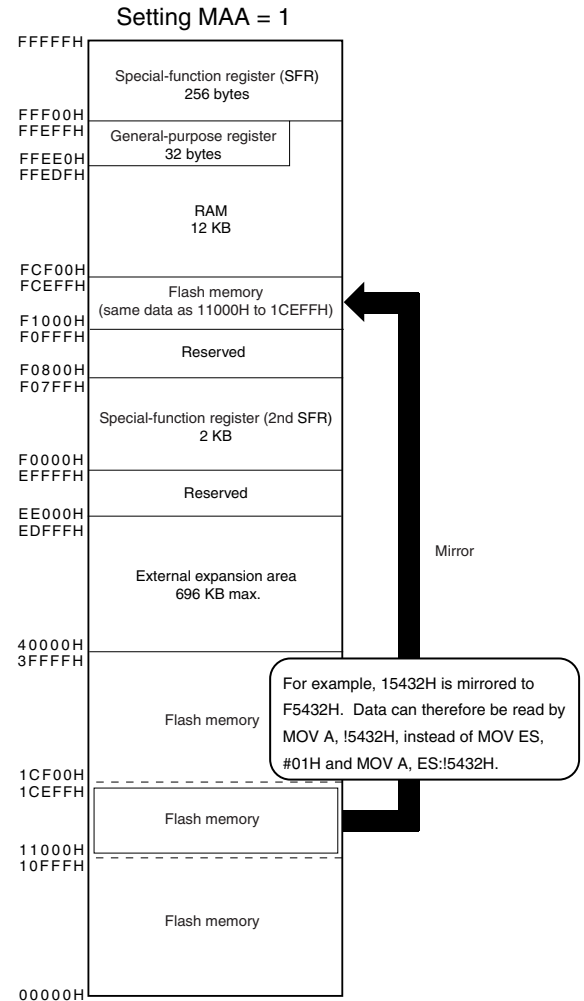 Setting MAA = 1
FFFFFH
Special-function register (SFR)
256 bytes
FFF00H
FFEFFH
General-purpose register
32 bytes
FFEE0H
FFEDFH
RAM
12 KB
FCF00H
FCEFFH
Flash memory
(same data as 11000H to 1CEFFH)
F1000H
F0FFFH
Reserved
F0800H
F07FFH
Special-function register (2nd SFR)
2 KB
F0000H
EFFFFH
Reserved
EE000H
EDFFFH
Mirror
External expansion area
696 KB max.
40000H
3FFFFH
For example, 15432H is mirrored to
F5432H. Data can therefore be read by
MOV A, !5432H, instead of MOV ES,
#01H and MOV A, ES:!5432H.
Flash memory
1CF00H
1CEFFH
Flash memory
11000H
10FFFH
Flash memory
00000H